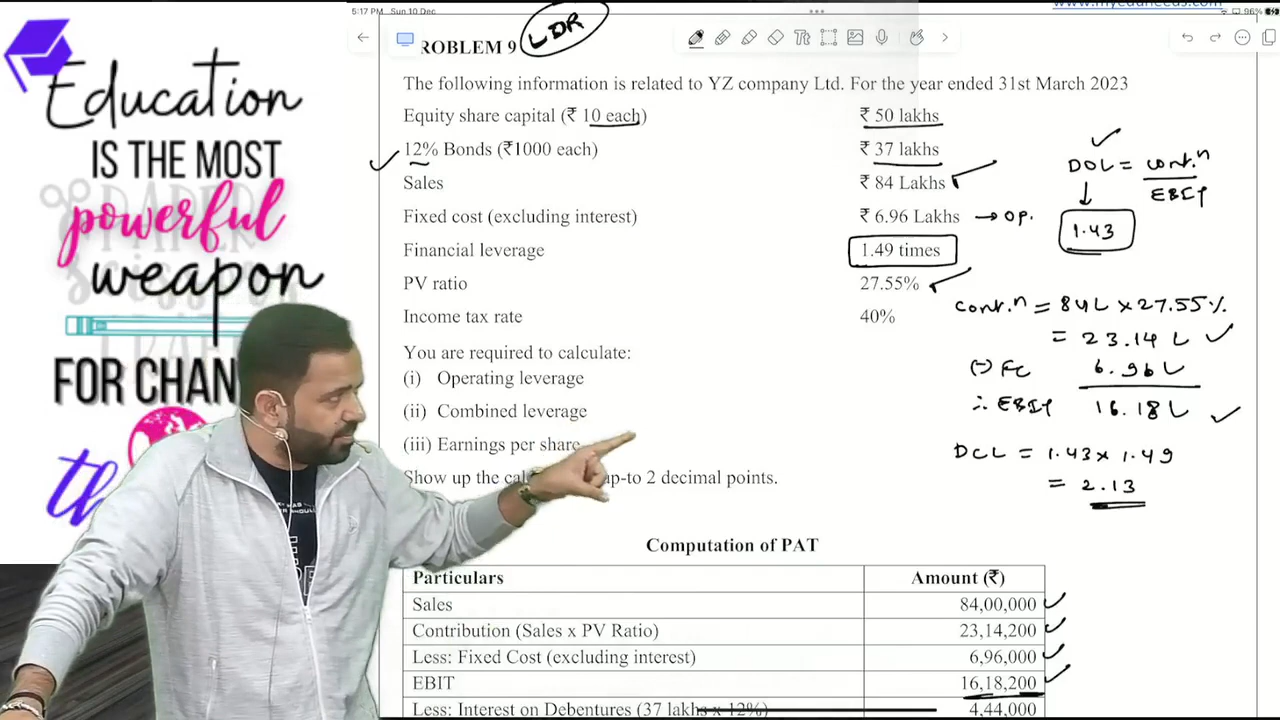 5:17 PM Sun 10 Dec
96%
ROBLEM 9
LDR
The following information is related to YZ company Ltd. For the year ended 31st March 2023
Equity share capital (₹ 10 each) ₹ 50 lakhs
12% Bonds (₹1000 each) ₹ 37 lakhs
Sales ₹ 84 Lakhs
Fixed cost (excluding interest) ₹ 6.96 Lakhs → op.
Financial leverage 1.49 times
PV ratio 27.55%
Income tax rate 40%
You are required to calculate:
(i) Operating leverage
(ii) Combined leverage
(iii) Earnings per share
Show up the up-to 2 decimal points.
DOL = cont.n
EBIT
1.43
cont.n = 84L x 27.55%
= 23.14 L
(-) FC 6.96L
∴ EBIT 16.18L
DCL = 1.43 x 1.49
= 2.13
Computation of PAT
Particulars Amount (₹)
Sales 84,00,000
Contribution (Sales x PV Ratio) 23,14,200
Less: Fixed Cost (excluding interest) 6,96,000
EBIT 16,18,200
Less: Interest on Debentures (37 lakhs x 12%) 4,44,000
Education
IS THE MOST
powerful
weapon
FOR CHAN